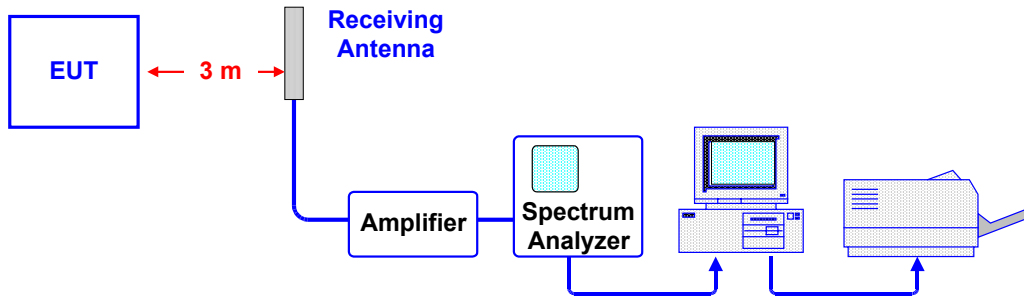 Receiving
Antenna
EUT
3 m
Amplifier
Spectrum
Analyzer